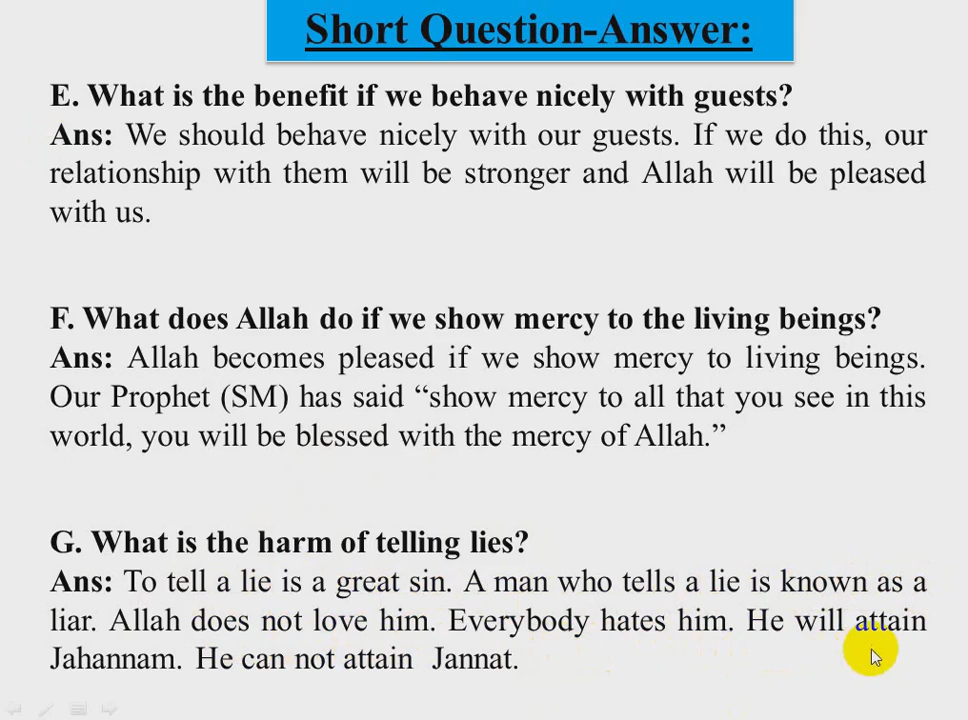 Short Question-Answer:
E. What is the benefit if we behave nicely with guests?
Ans: We should behave nicely with our guests. If we do this, our
relationship with them will be stronger and Allah will be pleased
with us.
F. What does Allah do if we show mercy to the living beings?
Ans: Allah becomes pleased if we show mercy to living beings.
Our Prophet (SM) has said “show mercy to all that you see in this
world, you will be blessed with the mercy of Allah.”
G. What is the harm of telling lies?
Ans: To tell a lie is a great sin. A man who tells a lie is known as a
liar. Allah does not love him. Everybody hates him. He will attain
Jahannam. He can not attain Jannat.